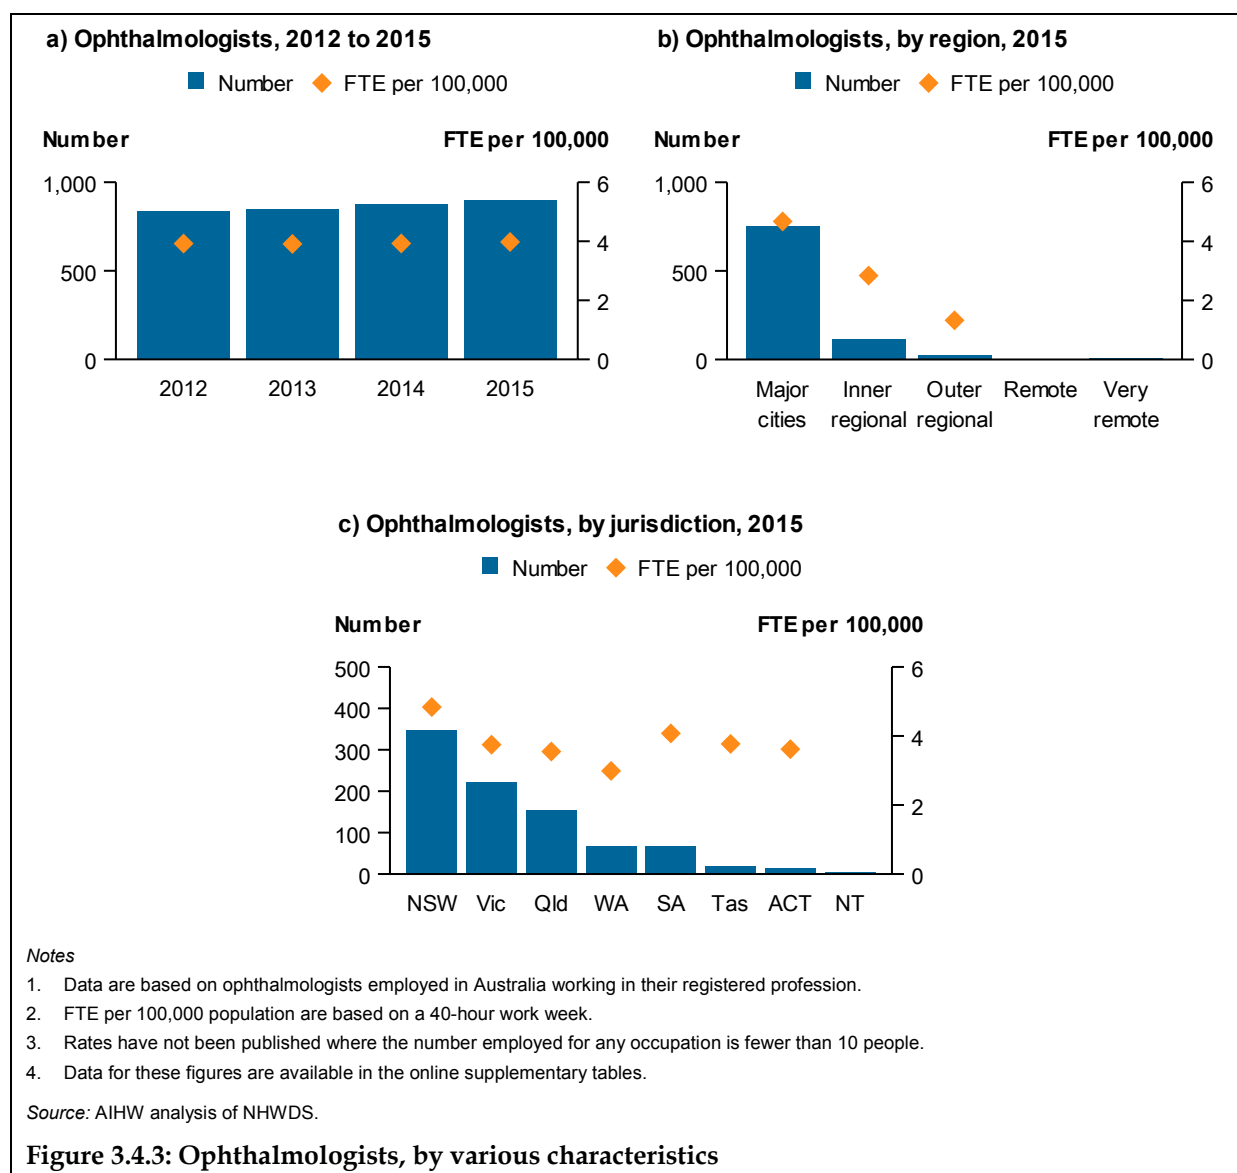 a) Ophthalmologists, 2012 to 2015
Number FTE per 100,000
Number FTE per 100,000
1,000
500
0
6
4
2
0
2012 2013 2014 2015
b) Ophthalmologists, by region, 2015
Number FTE per 100,000
Number FTE per 100,000
1,000
500
0
6
4
2
0
Major cities Inner regional Outer regional Remote Very remote
c) Ophthalmologists, by jurisdiction, 2015
Number FTE per 100,000
Number FTE per 100,000
500
400
300
200
100
0
6
4
2
0
NSW Vic Qld WA SA Tas ACT NT
Notes
1. Data are based on ophthalmologists employed in Australia working in their registered profession.
2. FTE per 100,000 population are based on a 40-hour work week.
3. Rates have not been published where the number employed for any occupation is fewer than 10 people.
4. Data for these figures are available in the online supplementary tables.
Source: AIHW analysis of NHWDS.
Figure 3.4.3: Ophthalmologists, by various characteristics